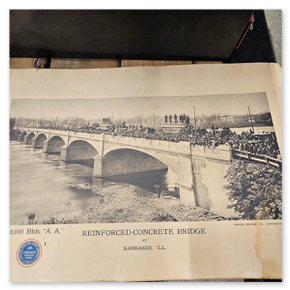 6,000 Bbls. "A. A."
REINFORCED-CONCRETE BRIDGE
at
KANKAKEE, ILL.